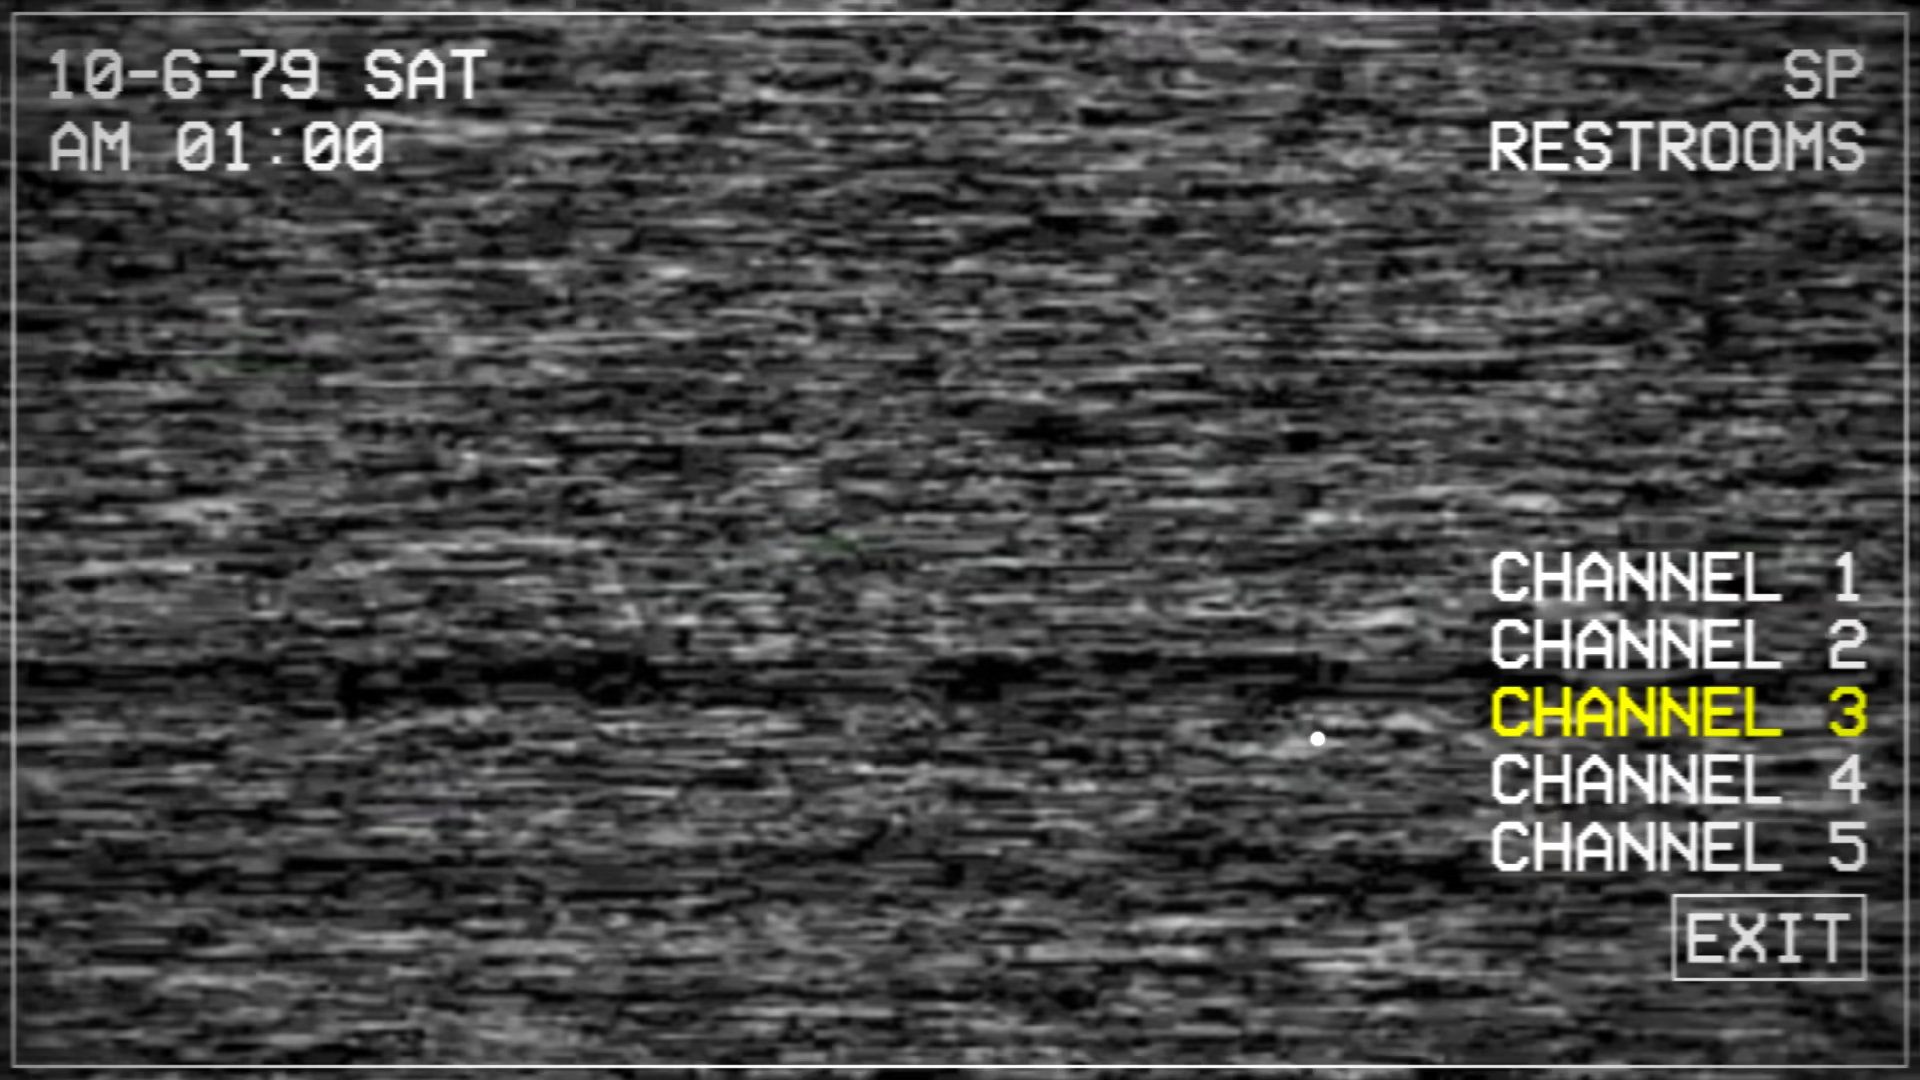 10-6-79 SAT
AM 01:00
SP
RESTROOMS
CHANNEL 1
CHANNEL 2
CHANNEL 3
CHANNEL 4
CHANNEL 5
EXIT